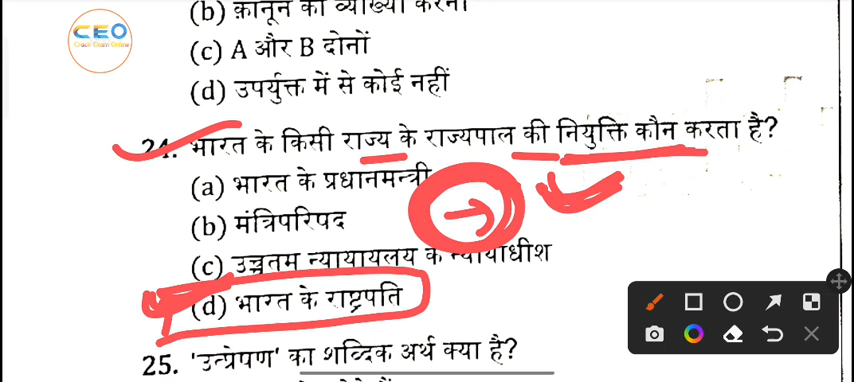 CEO
Crack Exam Online
(b) क़ानून की व्याख्या करना
(c) A और B दोनों
(d) उपर्युक्त में से कोई नहीं
24. भारत के किसी राज्य के राज्यपाल की नियुक्ति कौन करता है?
(a) भारत के प्रधानमन्त्री
(b) मंत्रिपरिषद
(c) उच्चतम न्यायायलय के न्यायाधीश
(d) भारत के राष्ट्रपति
25. 'उत्प्रेषण' का शाब्दिक अर्थ क्या है?